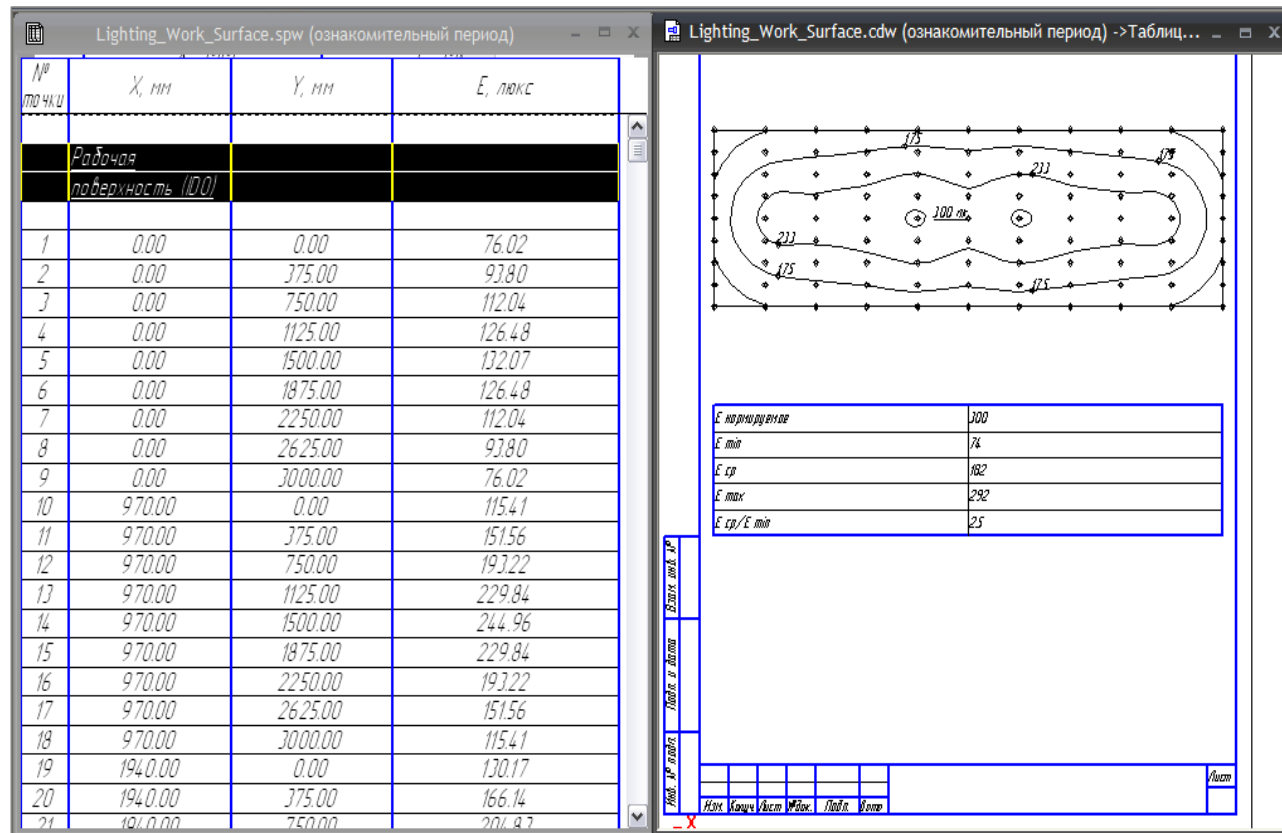 Lighting_Work_Surface.spw (ознакомительный период)
№ точки X, мм Y, мм E, люкс
Рабочая
поверхность (ID0)
1 0.00 0.00 76.02
2 0.00 375.00 93.80
3 0.00 750.00 112.04
4 0.00 1125.00 126.48
5 0.00 1500.00 132.07
6 0.00 1875.00 126.48
7 0.00 2250.00 112.04
8 0.00 2625.00 93.80
9 0.00 3000.00 76.02
10 970.00 0.00 115.41
11 970.00 375.00 151.56
12 970.00 750.00 193.22
13 970.00 1125.00 229.84
14 970.00 1500.00 244.96
15 970.00 1875.00 229.84
16 970.00 2250.00 193.22
17 970.00 2625.00 151.56
18 970.00 3000.00 115.41
19 1940.00 0.00 130.17
20 1940.00 375.00 166.14
21 1940.00 750.00 204.83
Lighting_Work_Surface.cdw (ознакомительный период) ->Таблиц...
175
175
233
300 лк
233
175
175
E нормируемое 300
E min 74
E ср 182
E max 292
E ср/E min 2.5
Взам. инв. №
Подп. и дата
Инв. № подл.
Изм. Кол.уч Лист №док. Подп. Дата
Лист
X